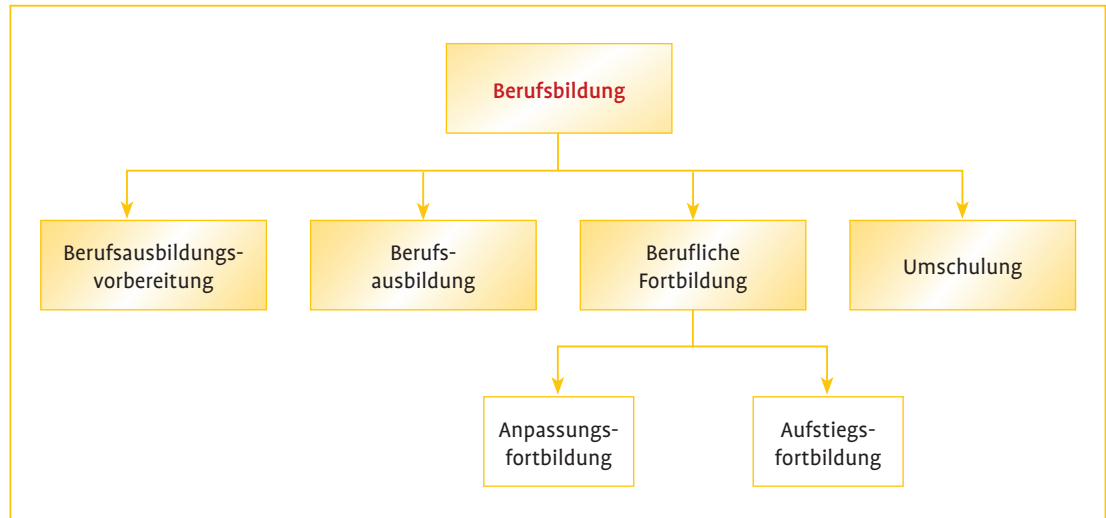 Berufsbildung
Berufsausbildungs-
vorbereitung
Berufs-
ausbildung
Berufliche
Fortbildung
Umschulung
Anpassungs-
fortbildung
Aufstiegs-
fortbildung